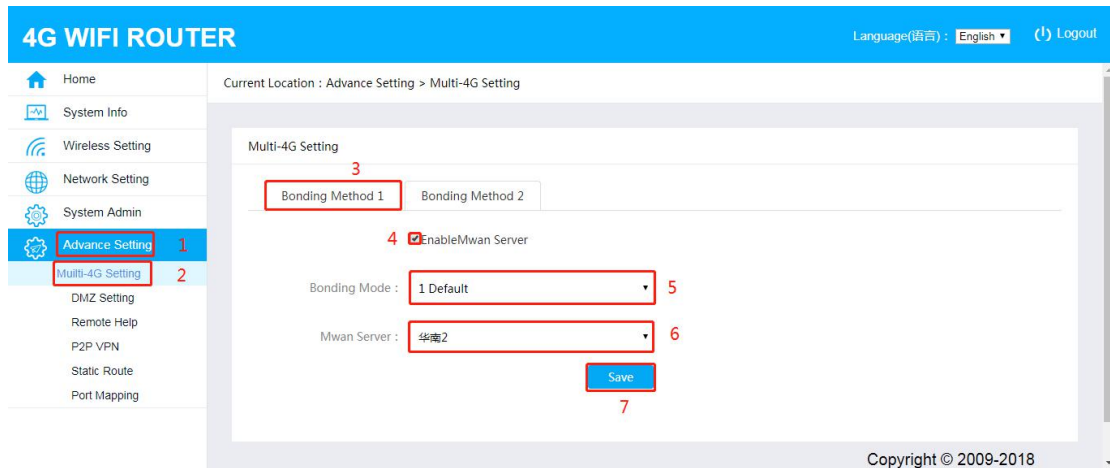 4G WIFI ROUTER
Language(语言) : English
Logout
Home
System Info
Wireless Setting
Network Setting
System Admin
Advance Setting 1
Muilti-4G Setting 2
DMZ Setting
Remote Help
P2P VPN
Static Route
Port Mapping
Current Location : Advance Setting > Multi-4G Setting
Multi-4G Setting
3
Bonding Method 1 Bonding Method 2
4 EnableMwan Server
Bonding Mode : 1 Default 5
Mwan Server : 华南2 6
Save
7
Copyright © 2009-2018